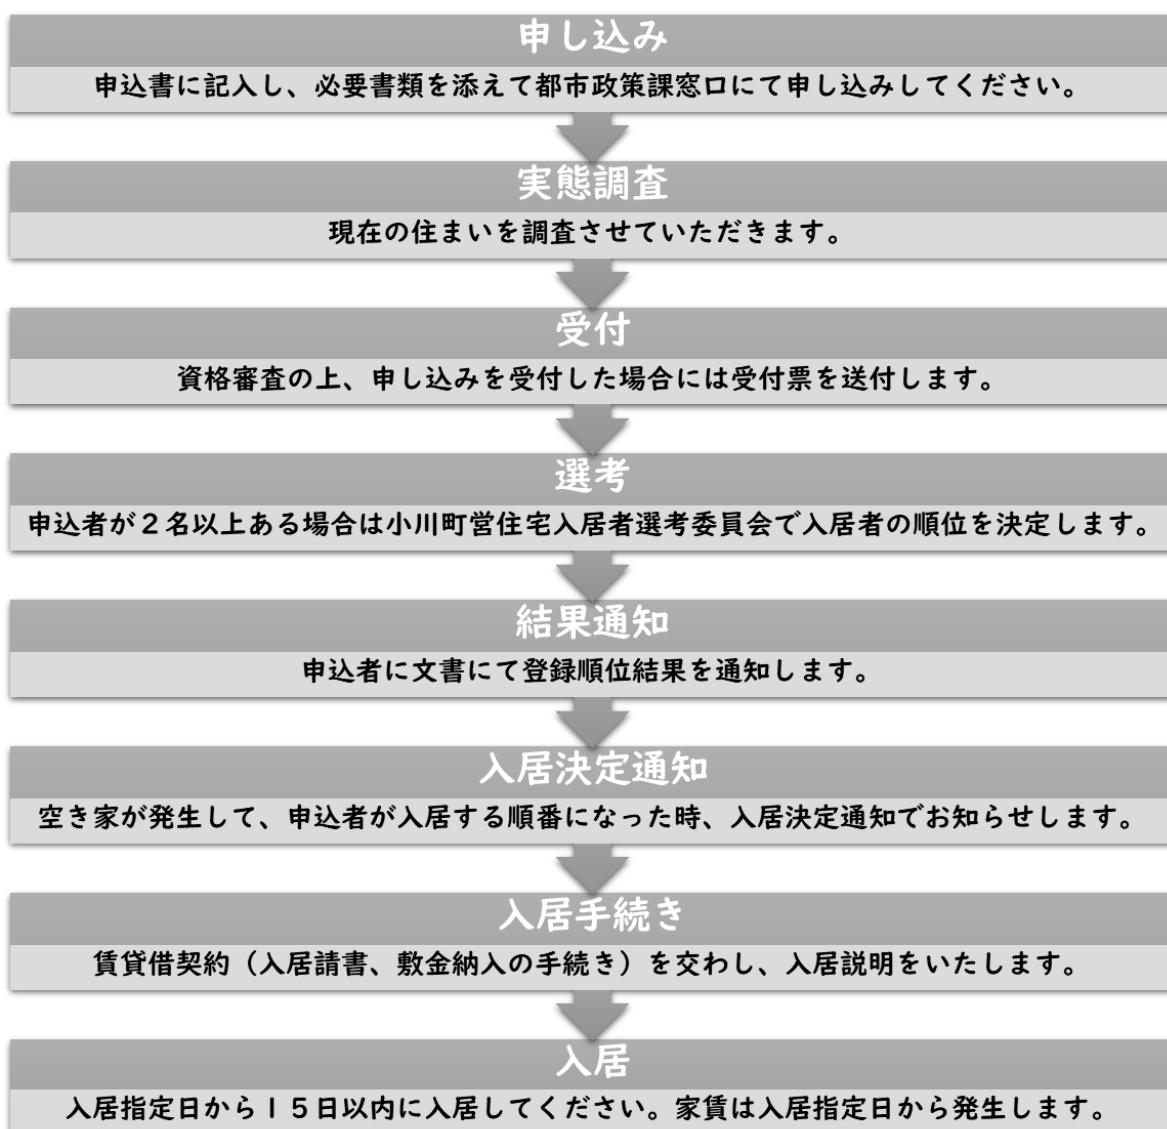 申し込み
申込書に記入し、必要書類を添えて都市政策課窓口にて申し込みしてください。
実態調査
現在の住まいを調査させていただきます。
受付
資格審査の上、申し込みを受付した場合には受付票を送付します。
選考
申込者が２名以上ある場合は小川町営住宅入居者選考委員会で入居者の順位を決定します。
結果通知
申込者に文書にて登録順位結果を通知します。
入居決定通知
空き家が発生して、申込者が入居する順番になった時、入居決定通知でお知らせします。
入居手続き
賃貸借契約（入居請書、敷金納入の手続き）を交わし、入居説明をいたします。
入居
入居指定日から１５日以内に入居してください。家賃は入居指定日から発生します。